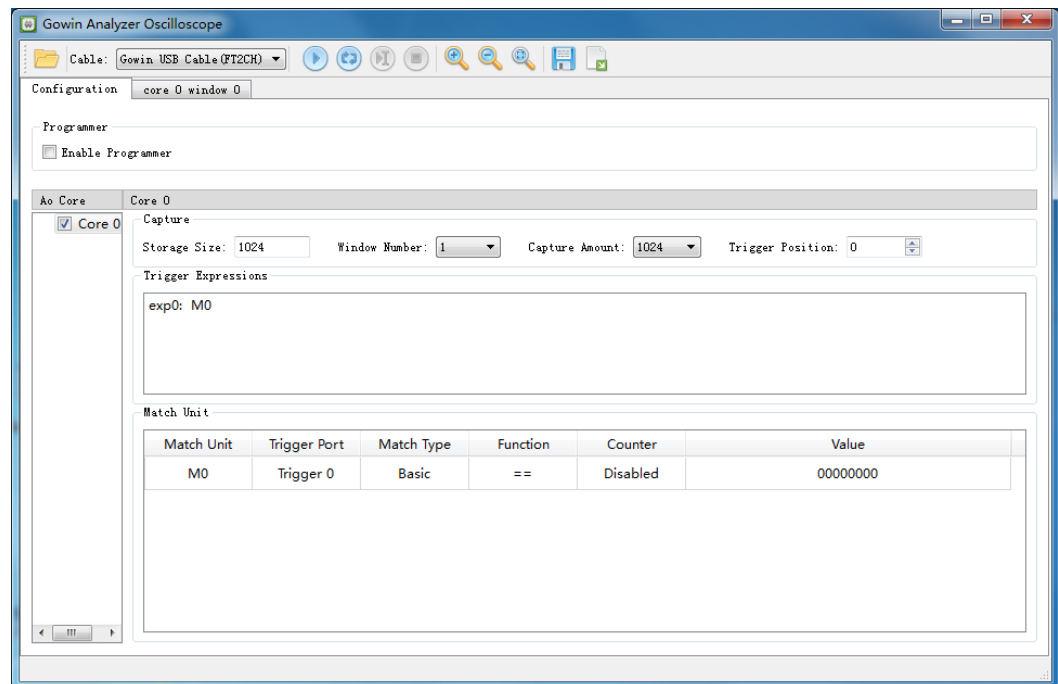 Gowin Analyzer Oscilloscope
Cable: Gowin USB Cable(FT2CH)
Configuration core 0 window 0
Programmer
Enable Programmer
Ao Core Core 0
Core 0
Capture
Storage Size: 1024 Window Number: 1 Capture Amount: 1024 Trigger Position: 0
Trigger Expressions
exp0: M0
Match Unit
Match Unit Trigger Port Match Type Function Counter Value
M0 Trigger 0 Basic == Disabled 00000000